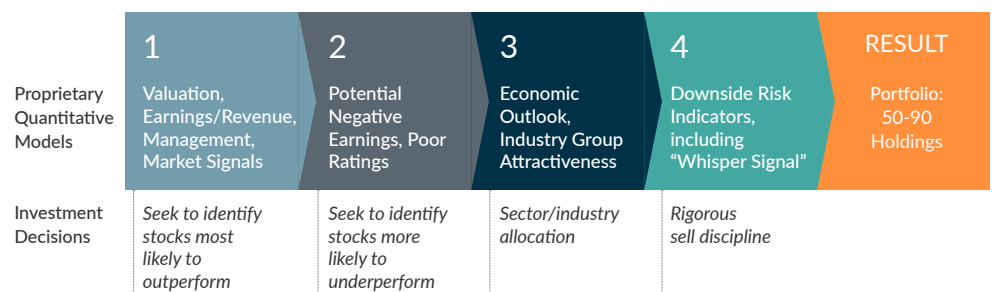 1
2
3
4
RESULT
Proprietary
Quantitative
Models
Valuation,
Earnings/Revenue,
Management,
Market Signals
Potential
Negative
Earnings, Poor
Ratings
Economic
Outlook,
Industry Group
Attractiveness
Downside Risk
Indicators,
including
“Whisper Signal”
Portfolio:
50-90
Holdings
Investment
Decisions
Seek to identify
stocks most
likely to
outperform
Seek to identify
stocks more
likely to
underperform
Sector/industry
allocation
Rigorous
sell discipline